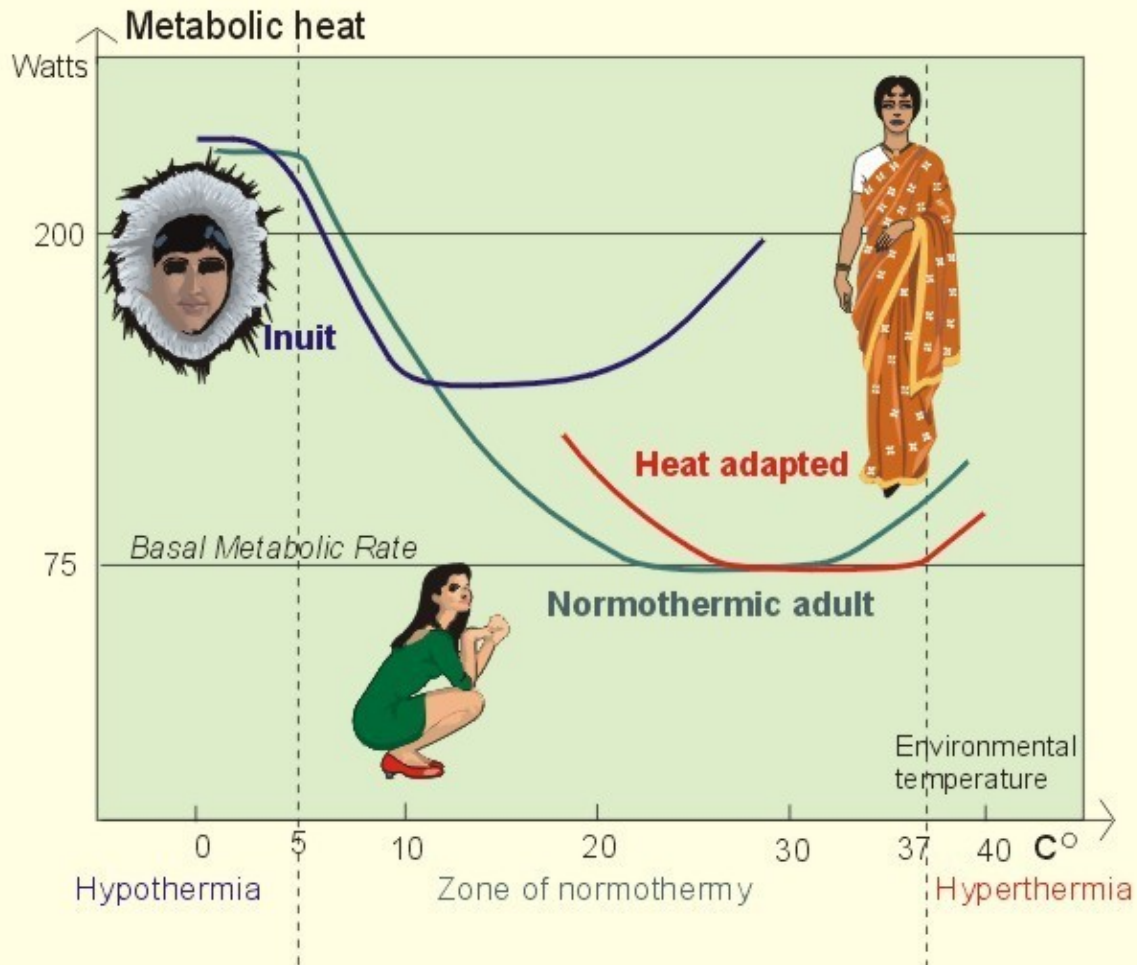 Metabolic heat
Watts
200
Inuit
Heat adapted
Basal Metabolic Rate
75
Normothermic adult
Environmental
temperature
0 5 10 20 30 37 40 C°
Hypothermia Zone of normothermy Hyperthermia